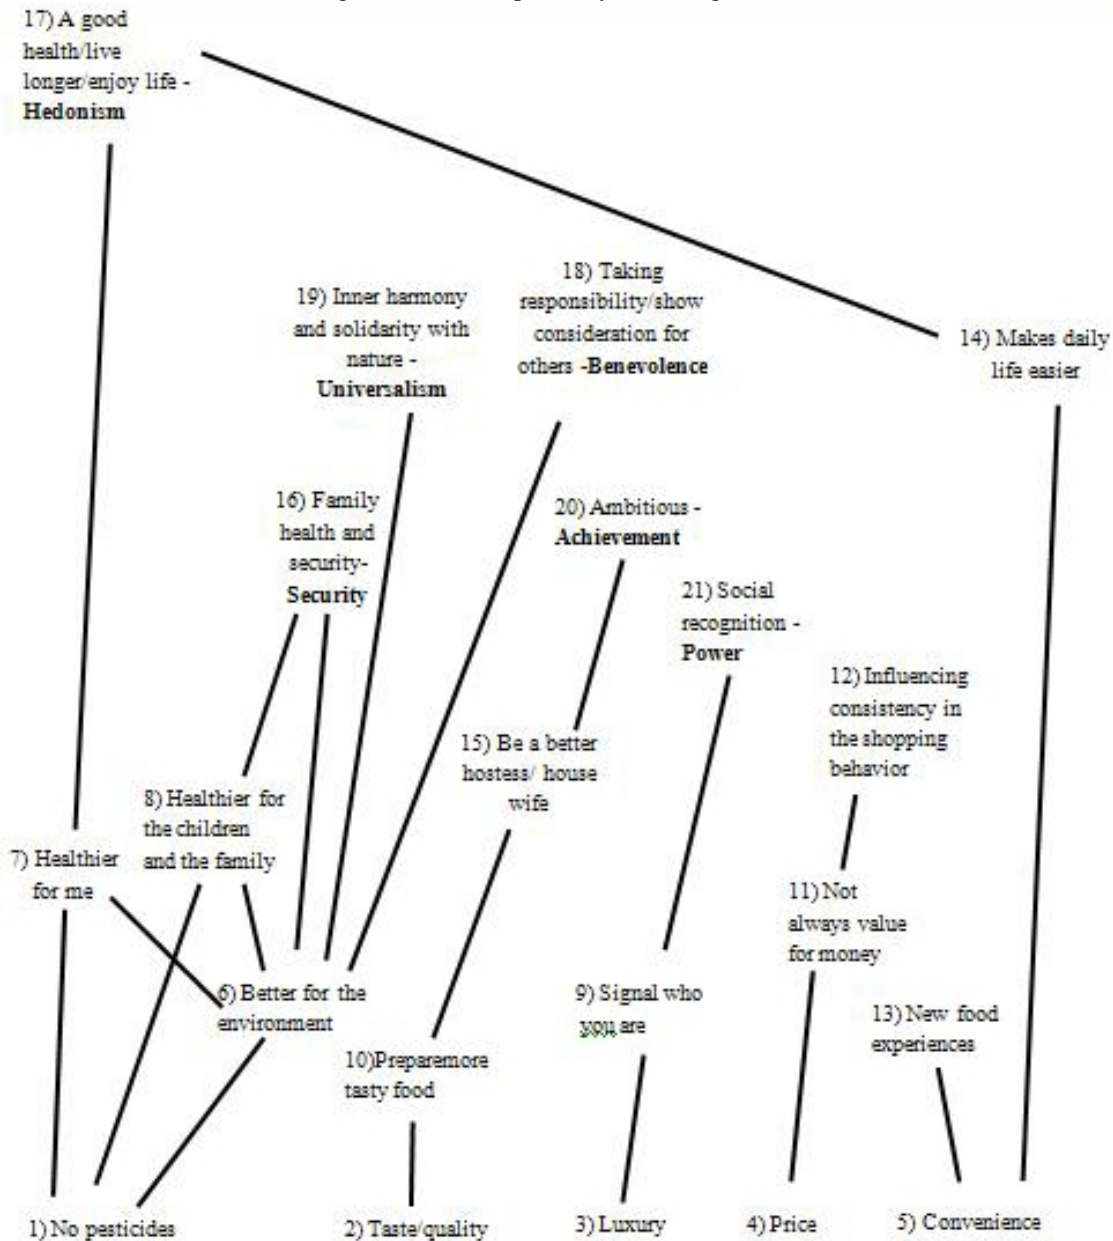 17) A good
health/live
longer/enjoy life -
Hedonism
18) Taking
responsibility/show
consideration for
others -Benevolence
19) Inner harmony
and solidarity with
nature -
Universalism
14) Makes daily
life easier
16) Family
health and
security-
Security
20) Ambitious -
Achievement
21) Social
recognition -
Power
12) Influencing
consistency in
the shopping
behavior
15) Be a better
hostess/ house
wife
8) Healthier for
the children
and the family
7) Healthier
for me
11) Not
always value
for money
6) Better for the
environment
9) Signal who
you are
13) New food
experiences
10)Preparemore
tasty food
1) No pesticides
2) Taste/quality
3) Luxury
4) Price
5) Convenience